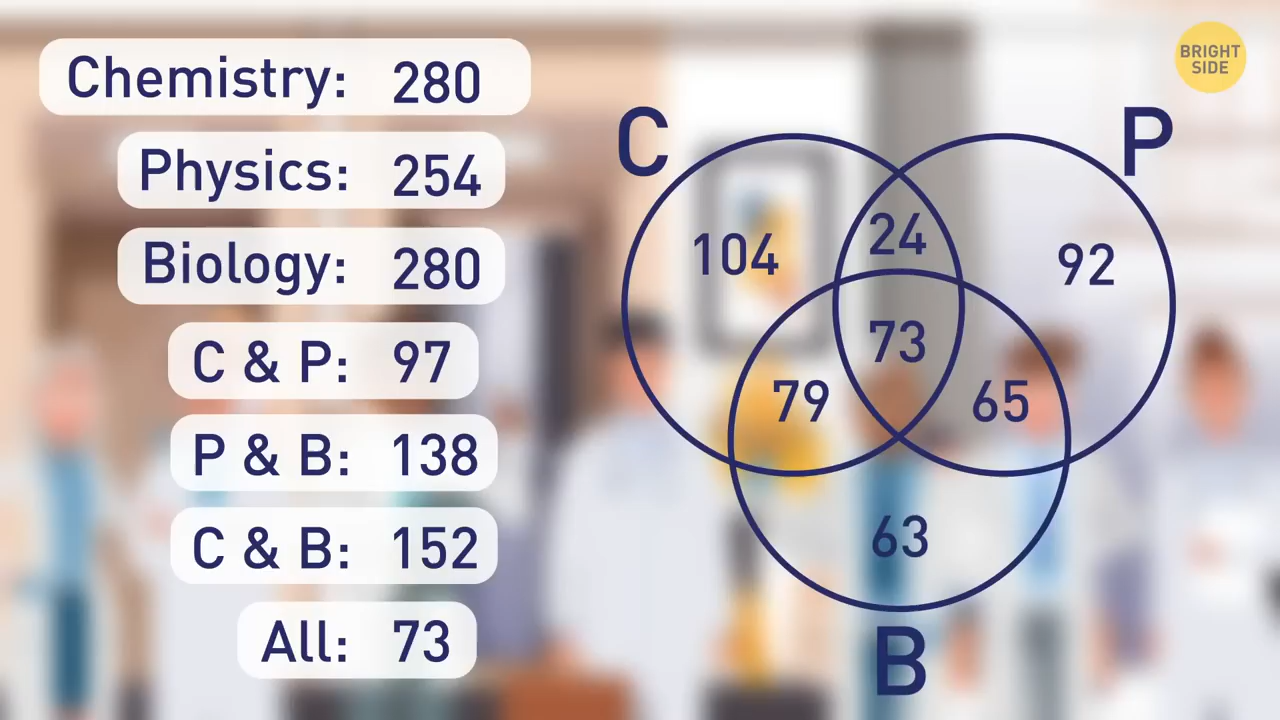 Chemistry: 280
Physics: 254
Biology: 280
C & P: 97
P & B: 138
C & B: 152
All: 73
BRIGHT
SIDE
C
P
24
104
92
73
79
65
63
B